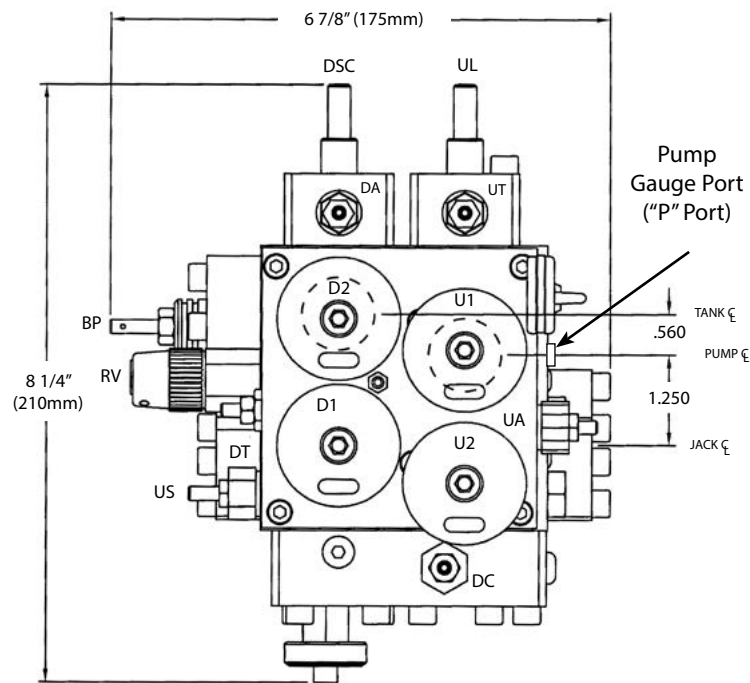 6 7/8” (175mm)
DSC
UL
Pump
Gauge Port
(“P” Port)
DA
UT
D2
U1
TANK ℄
BP
.560
PUMP ℄
RV
8 1/4”
(210mm)
D1
1.250
UA
DT
U2
JACK ℄
US
DC